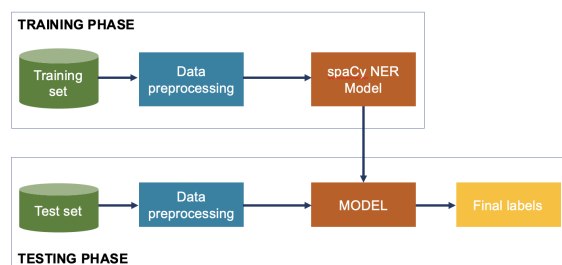 TRAINING PHASE
Training
set
Data
preprocessing
spaCy NER
Model
Test set
Data
preprocessing
MODEL
Final labels
TESTING PHASE